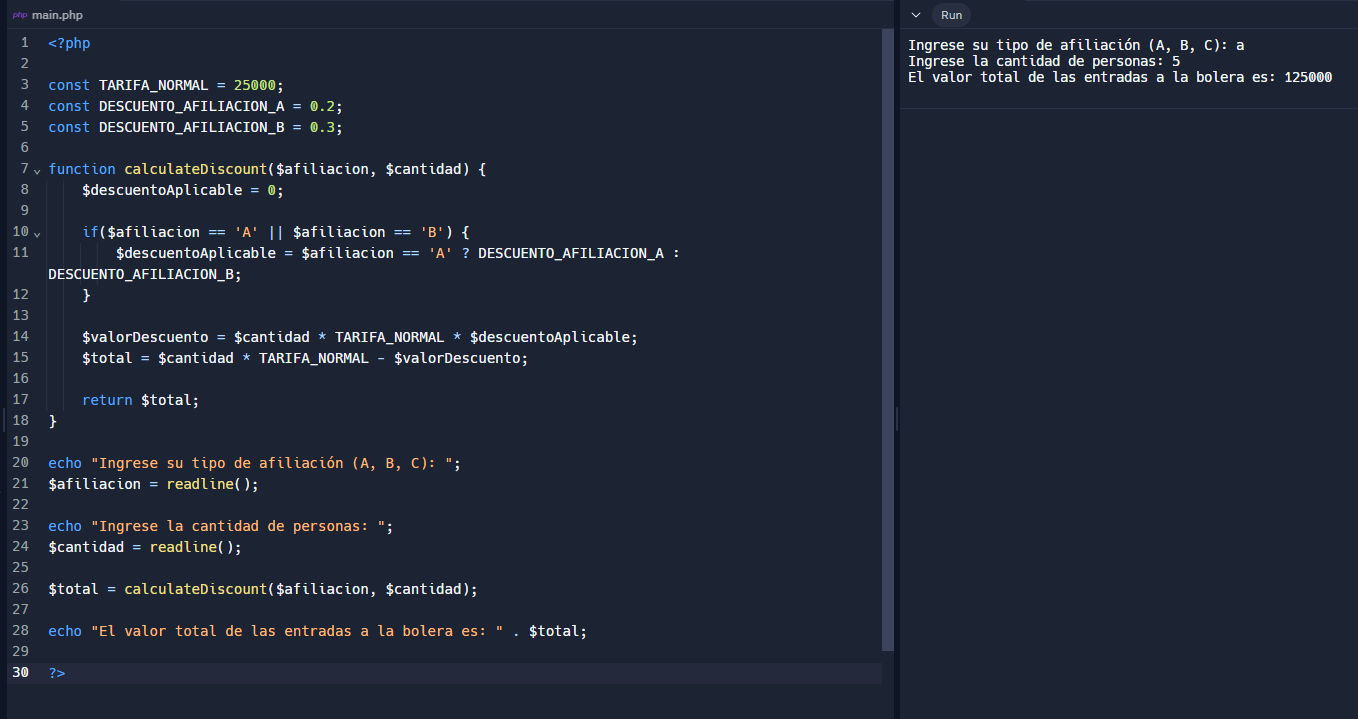 php main.php
1 <?php
2
3 const TARIFA_NORMAL = 25000;
4 const DESCUENTO_AFILIACION_A = 0.2;
5 const DESCUENTO_AFILIACION_B = 0.3;
6
7 function calculateDiscount($afiliacion, $cantidad) {
8     $descuentoAplicable = 0;
9
10     if($afiliacion == 'A' || $afiliacion == 'B') {
11         $descuentoAplicable = $afiliacion == 'A' ? DESCUENTO_AFILIACION_A :
DESCUENTO_AFILIACION_B;
12     }
13
14     $valorDescuento = $cantidad * TARIFA_NORMAL * $descuentoAplicable;
15     $total = $cantidad * TARIFA_NORMAL - $valorDescuento;
16
17     return $total;
18 }
19
20 echo "Ingrese su tipo de afiliación (A, B, C): ";
21 $afiliacion = readline();
22
23 echo "Ingrese la cantidad de personas: ";
24 $cantidad = readline();
25
26 $total = calculateDiscount($afiliacion, $cantidad);
27
28 echo "El valor total de las entradas a la bolera es: " . $total;
29
30 ?>
Run
Ingrese su tipo de afiliación (A, B, C): a
Ingrese la cantidad de personas: 5
El valor total de las entradas a la bolera es: 125000